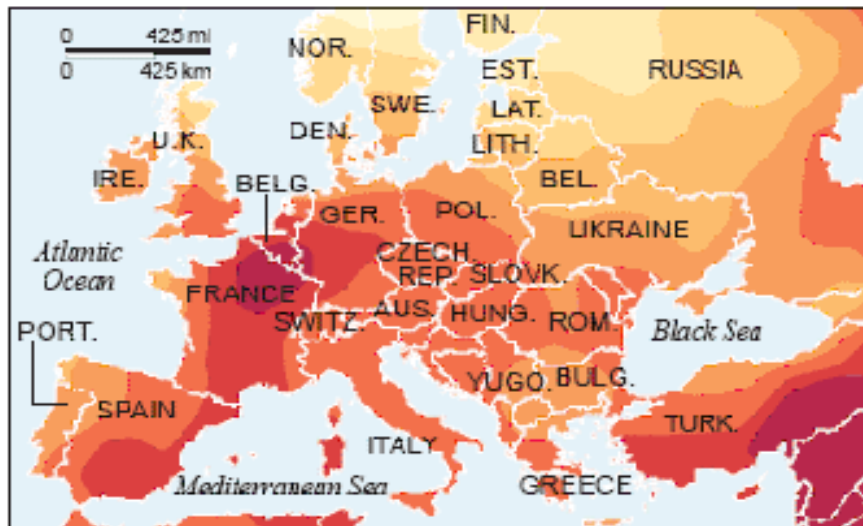 0 425 mi
0 425 km
NOR.
FIN.
EST.
RUSSIA
SWE.
LAT.
DEN.
LITH.
U.K.
IRE.
BELG.
BEL.
GER.
POL.
UKRAINE
Atlantic
Ocean
CZECH.
REP.
SLOVK.
FRANCE
AUS.
SWITZ.
HUNG.
ROM.
Black Sea
PORT.
YUGO.
BULG.
SPAIN
ITALY
TURK.
Mediterranean Sea
GREECE